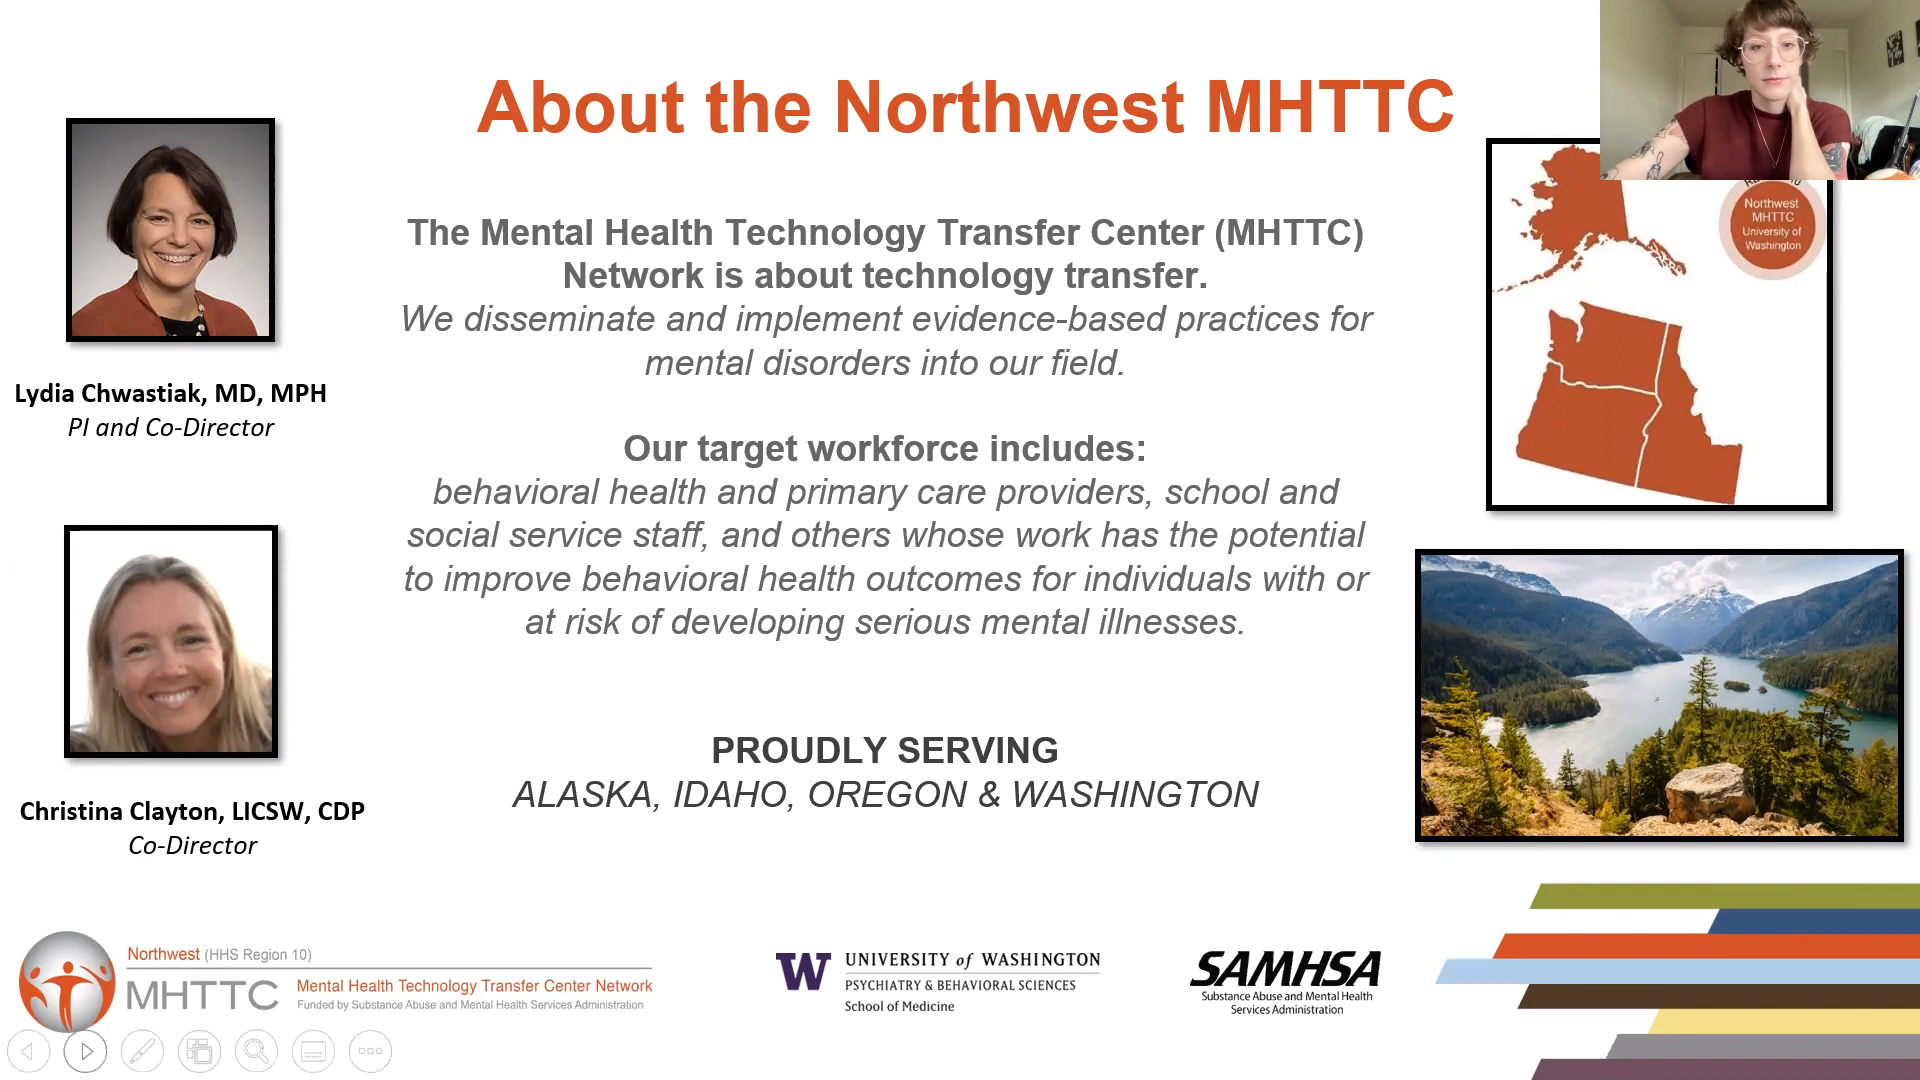 About the Northwest MHTTC
Lydia Chwastiak, MD, MPH
PI and Co-Director
Christina Clayton, LICSW, CDP
Co-Director
The Mental Health Technology Transfer Center (MHTTC)
Network is about technology transfer.
We disseminate and implement evidence-based practices for
mental disorders into our field.
Our target workforce includes:
behavioral health and primary care providers, school and
social service staff, and others whose work has the potential
to improve behavioral health outcomes for individuals with or
at risk of developing serious mental illnesses.
PROUDLY SERVING
ALASKA, IDAHO, OREGON & WASHINGTON
Northwest
MHTTC
University of
Washington
Northwest (HHS Region 10)
MHTTC
Mental Health Technology Transfer Center Network
Funded by Substance Abuse and Mental Health Services Administration
W
UNIVERSITY of WASHINGTON
PSYCHIATRY & BEHAVIORAL SCIENCES
School of Medicine
SAMHSA
Substance Abuse and Mental Health
Services Administration